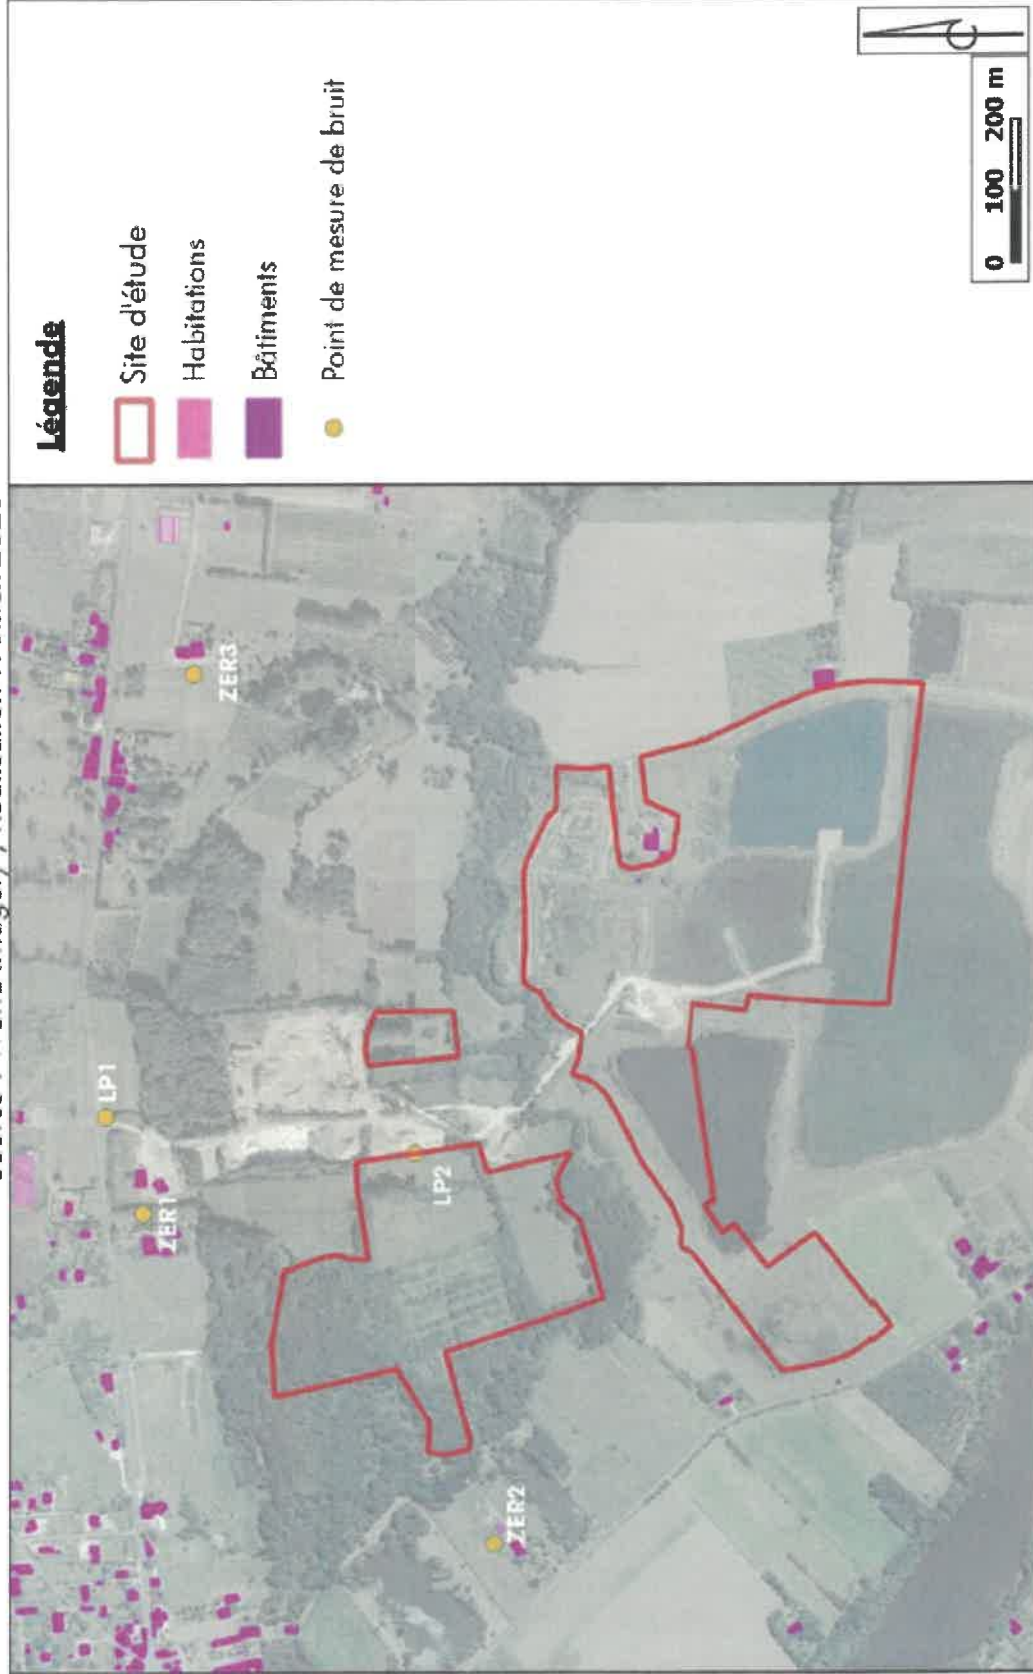 Légende
Site d'étude
Habitations
Bâtiments
Point de mesure de bruit
0 100 200 m
LP1
ZER1
ZER3
LP2
ZER2